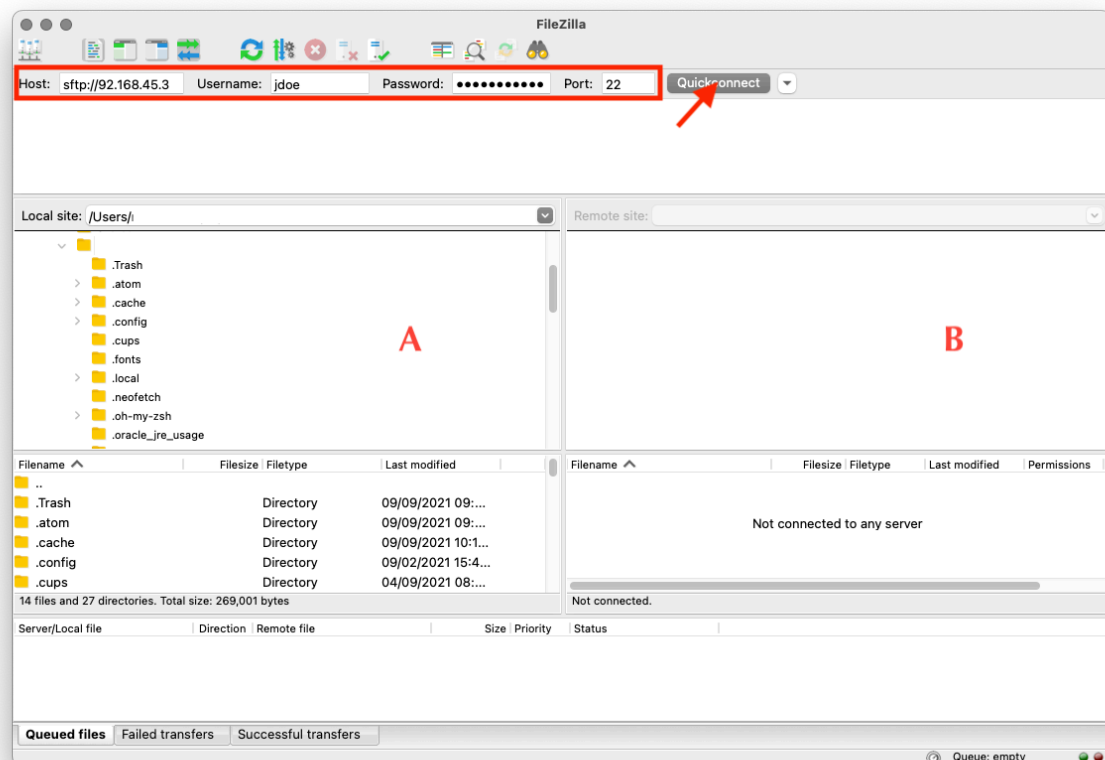 FileZilla
Host: sftp://92.168.45.3 Username: jdoe Password: ●●●●●●●●●●● Port: 22 Quickconnect
Local site: /Users/
Remote site:
.Trash
.atom
.cache
.config
.cups
.fonts
.local
.neofetch
.oh-my-zsh
.oracle_jre_usage
A
B
Filename Filesize Filetype Last modified
..
.Trash Directory 09/09/2021 09:...
.atom Directory 09/09/2021 09:...
.cache Directory 09/09/2021 10:1...
.config Directory 09/02/2021 15:4...
.cups Directory 04/09/2021 08:...
14 files and 27 directories. Total size: 269,001 bytes
Filename Filesize Filetype Last modified Permissions
Not connected to any server
Not connected.
Server/Local file Direction Remote file Size Priority Status
Queued files Failed transfers Successful transfers
Queue: empty